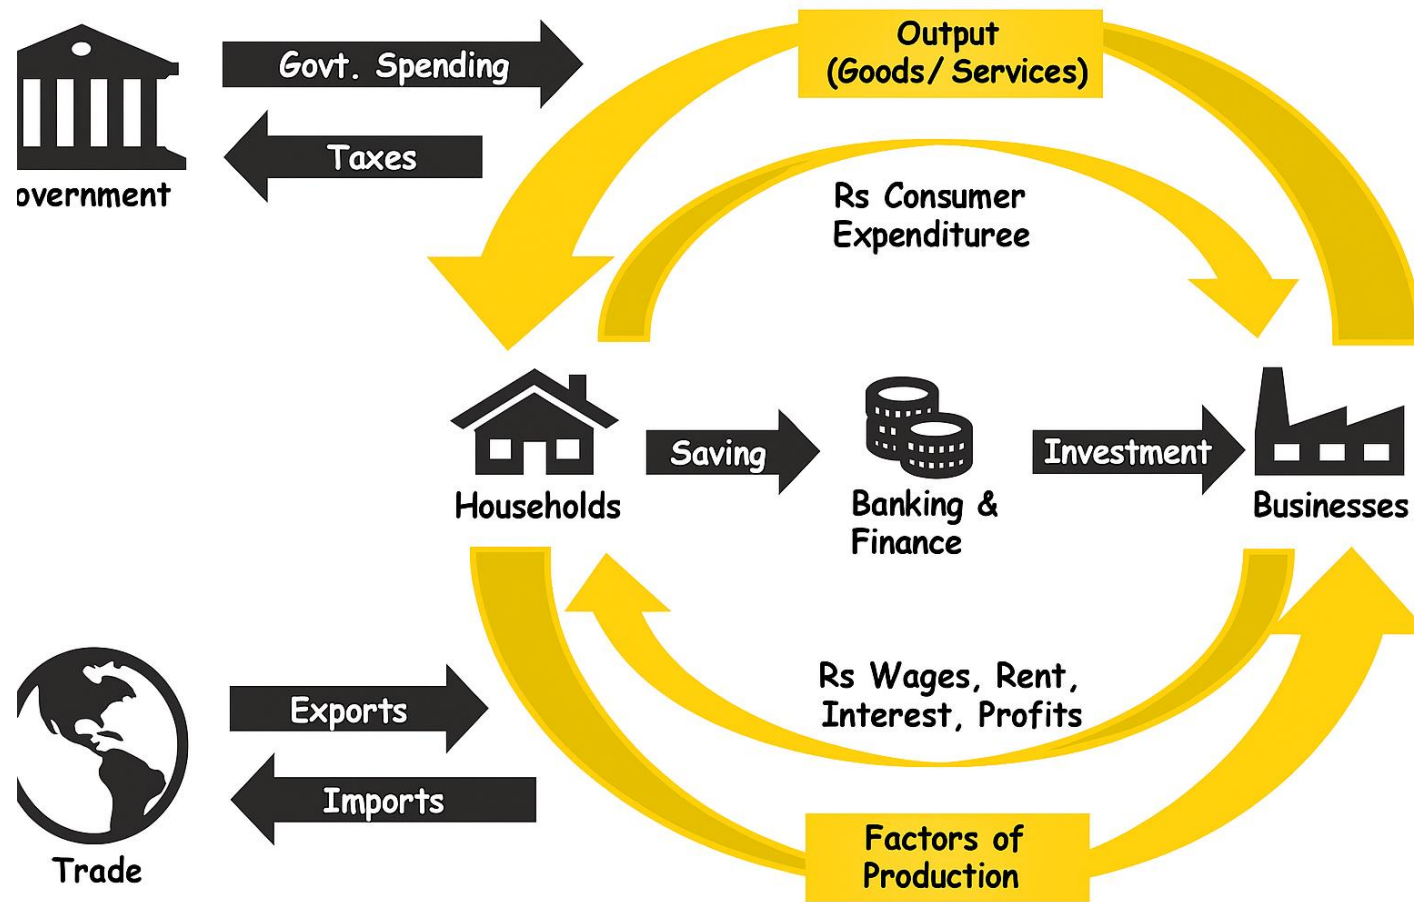 Govt. Spending
Output
(Goods/ Services)
Taxes
overnment
Rs Consumer
Expendituree
Saving
Investment
Households
Banking &
Finance
Businesses
Rs Wages, Rent,
Interest, Profits
Exports
Imports
Trade
Factors of
Production